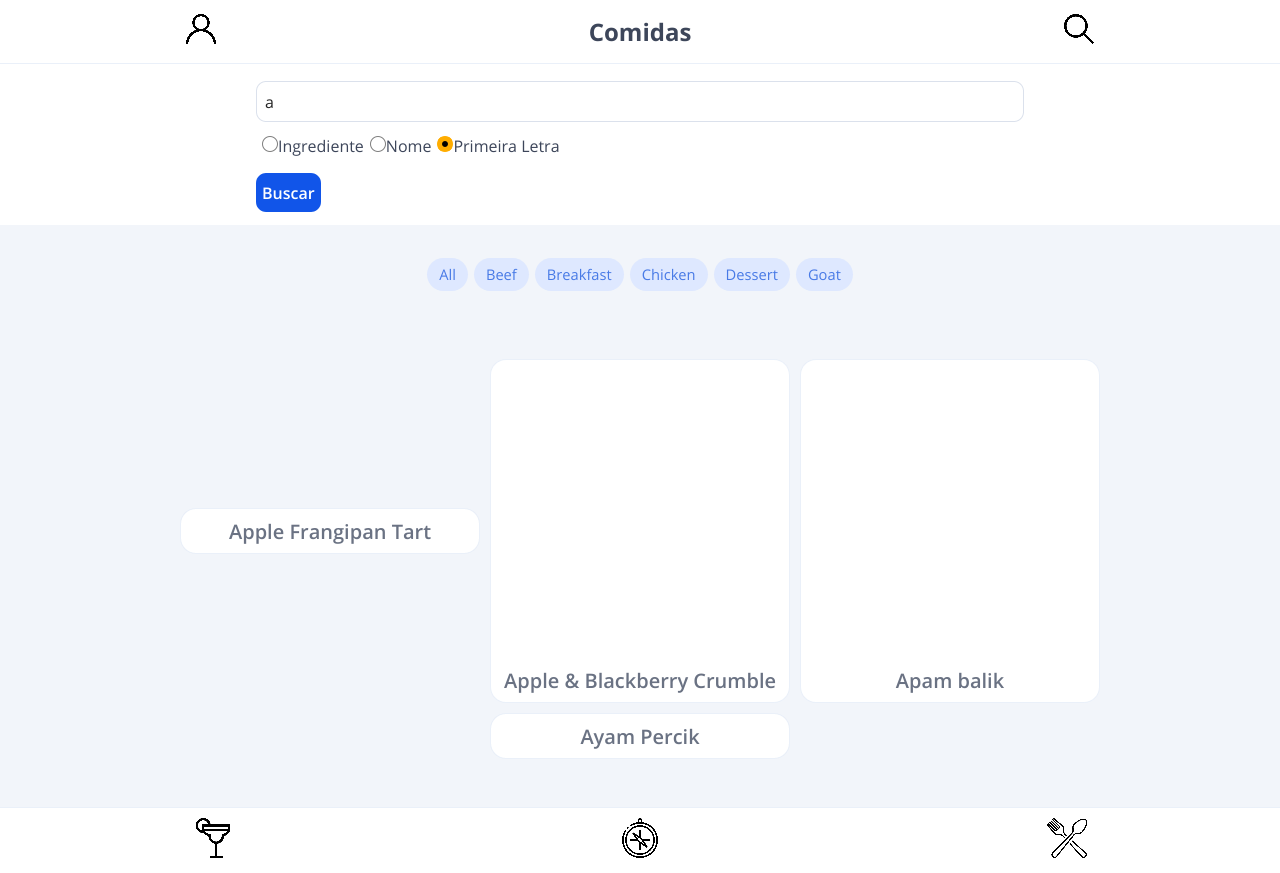 Comidas
a
Ingrediente Nome Primeira Letra
Buscar
All Beef Breakfast Chicken Dessert Goat
Apple Frangipan Tart
Apple & Blackberry Crumble
Apam balik
Ayam Percik